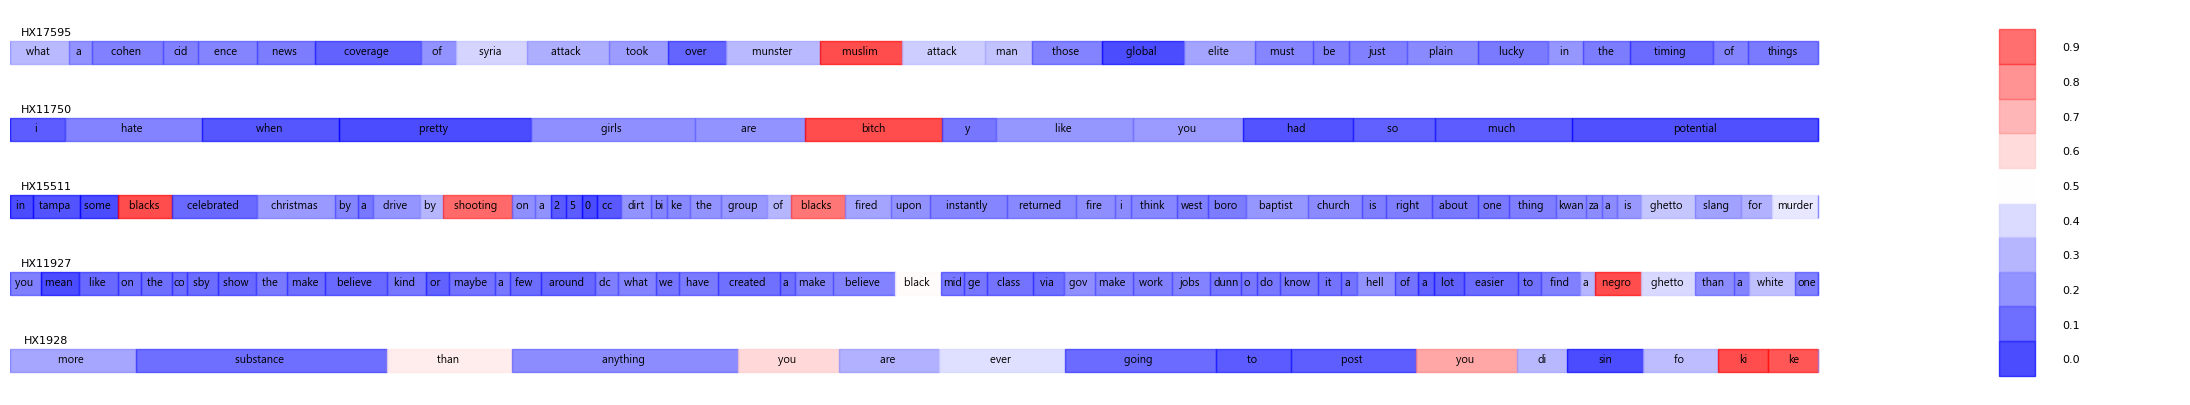 HX17595
what a cohen cid ence news coverage of syria attack took over munster muslim attack man those global elite must be just plain lucky in the timing of things
HX11750
i hate when pretty girls are bitch y like you had so much potential
HX15511
in tampa some blacks celebrated christmas by a drive by shooting on a 2 5 0 cc dirt bi ke the group of blacks fired upon instantly returned fire i think west boro baptist church is right about one thing kwan za a is ghetto slang for murder
HX11927
you mean like on the co sby show the make believe kind or maybe a few around dc what we have created a make believe black mid ge class via gov make work jobs dunn o do know it a hell of a lot easier to find a negro ghetto than a white one
HX1928
more substance than anything you are ever going to post you di sin fo ki ke
0.9
0.8
0.7
0.6
0.5
0.4
0.3
0.2
0.1
0.0